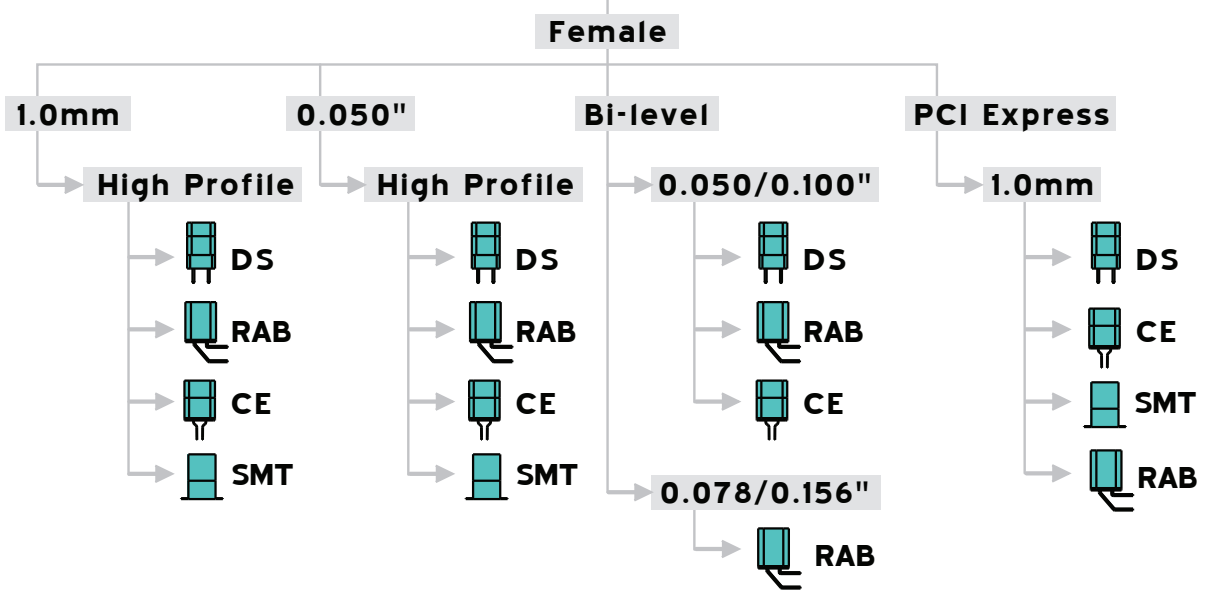 Female
1.0mm
0.050"
Bi-level
PCI Express
High Profile
High Profile
0.050/0.100"
1.0mm
DS
DS
DS
DS
RAB
RAB
RAB
CE
CE
CE
CE
SMT
SMT
SMT
RAB
0.078/0.156"
RAB